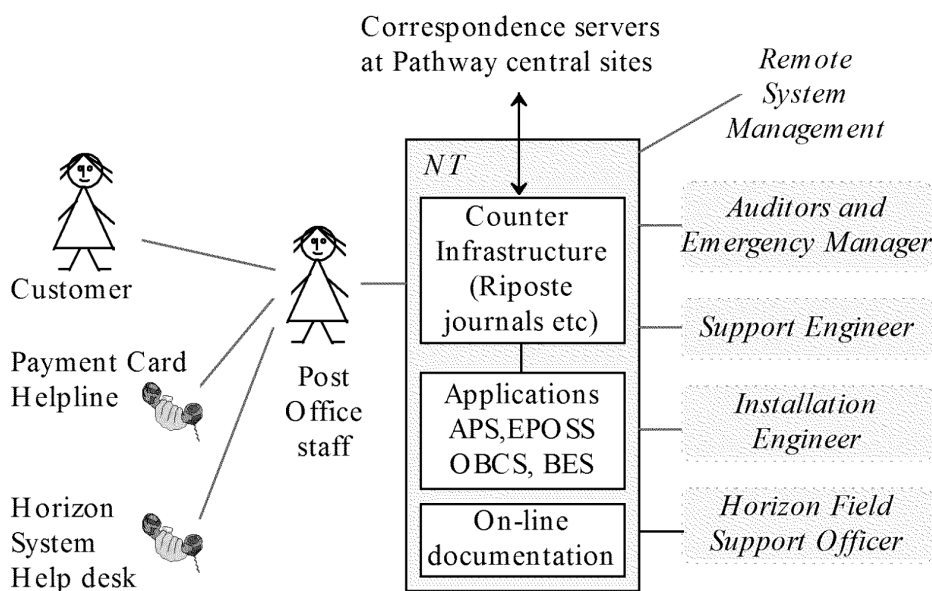 Correspondence servers
at Pathway central sites
Remote
System
Management
NT
Counter
Infrastructure
(Riposte
journals etc)
Auditors and
Emergency Manager
Customer
Support Engineer
Payment Card
Helpline
Post
Office
staff
Applications
APS,EPOSS
OBCS, BES
Installation
Engineer
Horizon
System
Help desk
On-line
documentation
Horizon Field
Support Officer